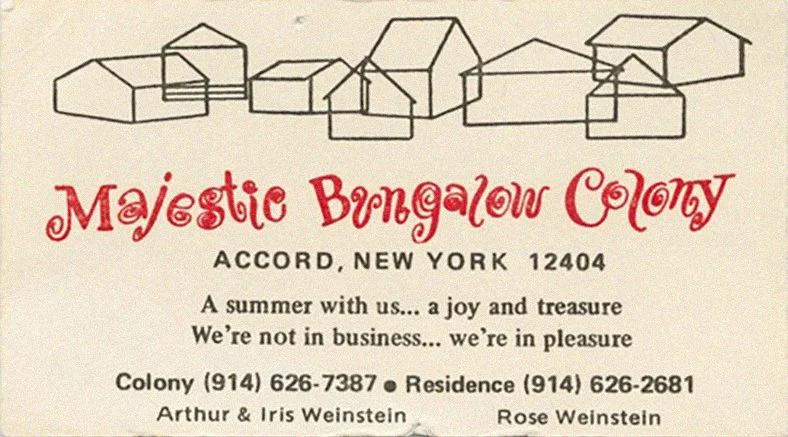 Majestic Bungalow Colony
ACCORD, NEW YORK 12404
A summer with us... a joy and treasure
We're not in business... we're in pleasure
Colony (914) 626-7387 ● Residence (914) 626-2681
Arthur & Iris Weinstein Rose Weinstein